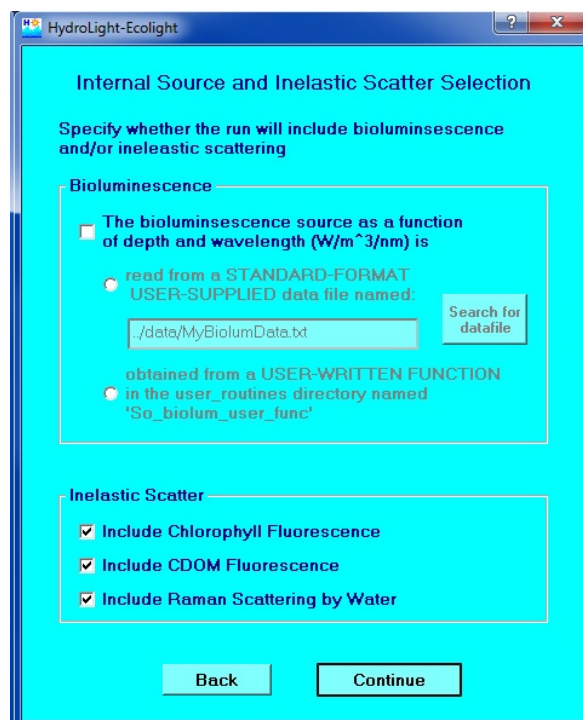 HydroLight-Ecolight
Internal Source and Inelastic Scatter Selection
Specify whether the run will include bioluminsescence
and/or ineleastic scattering
Bioluminescence
The bioluminsescence source as a function
of depth and wavelength (W/m^3/nm) is
read from a STANDARD-FORMAT
USER-SUPPLIED data file named:
../data/MyBiolumData.txt
Search for
datafile
obtained from a USER-WRITTEN FUNCTION
in the user_routines directory named
'So_biolum_user_func'
Inelastic Scatter
Include Chlorophyll Fluorescence
Include CDOM Fluorescence
Include Raman Scattering by Water
Back
Continue